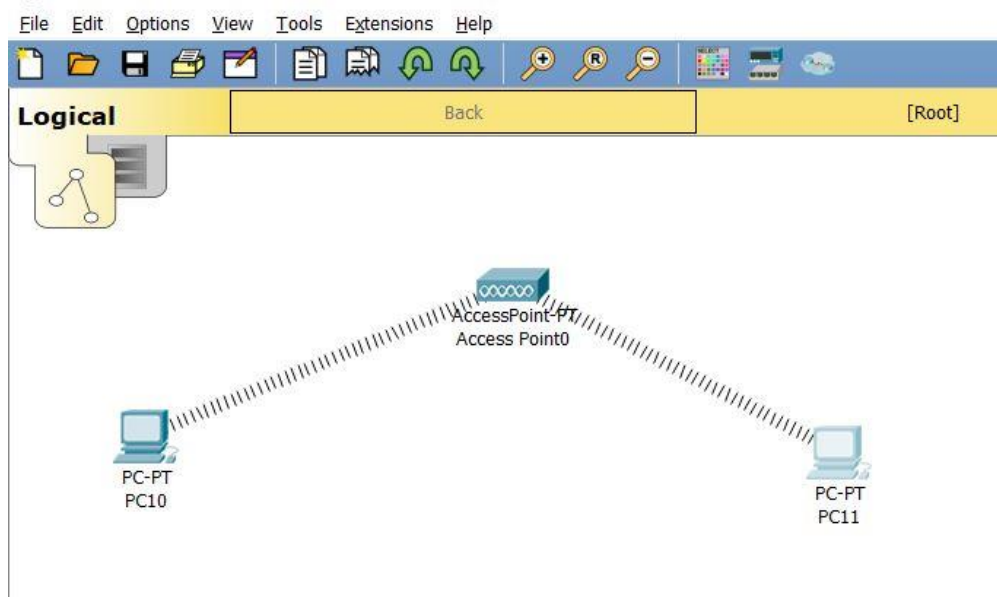 File Edit Options View Tools Extensions Help
R
SELECT
Logical
Back
[Root]
AccessPoint-PT
Access Point0
PC-PT
PC10
PC-PT
PC11